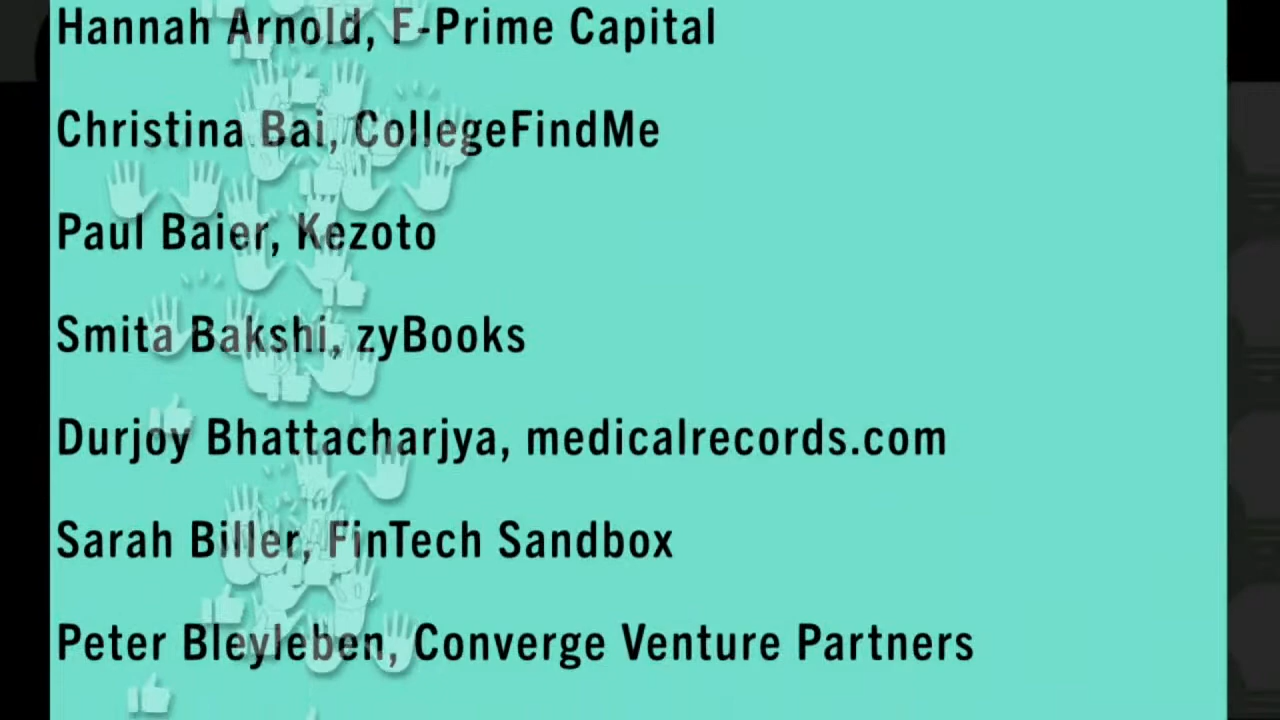 Hannah Arnold, F-Prime Capital
Christina Bai, CollegeFindMe
Paul Baier, Kezoto
Smita Bakshi, zyBooks
Durjoy Bhattacharjya, medicalrecords.com
Sarah Biller, FinTech Sandbox
Peter Bleyleben, Converge Venture Partners